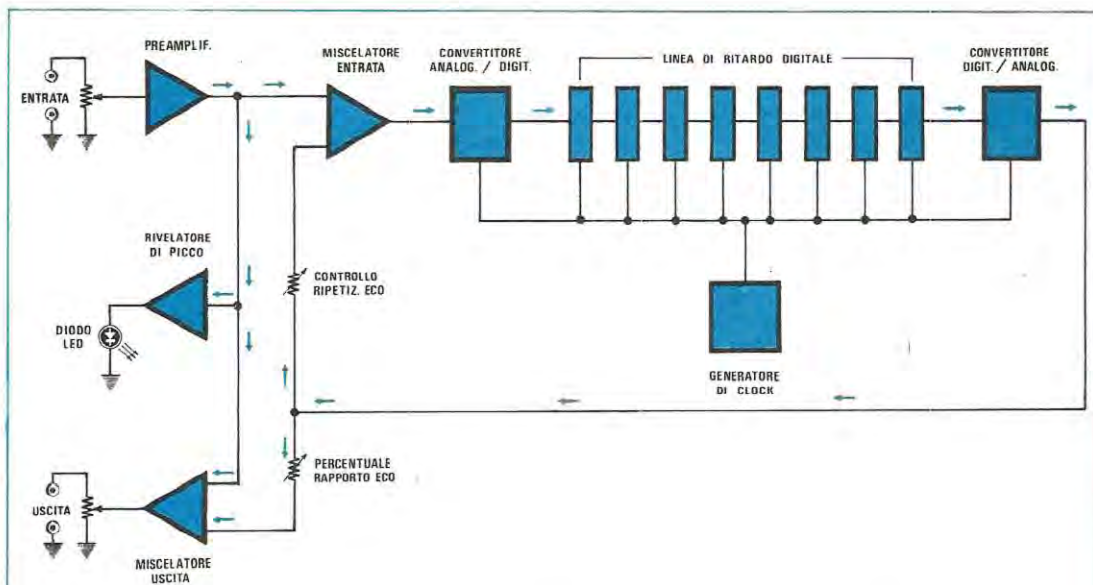 PREAMPLIF.
ENTRATA
MISCELATORE
ENTRATA
CONVERTITORE
ANALOG. / DIGIT.
LINEA DI RITARDO DIGITALE
CONVERTITORE
DIGIT. / ANALOG.
RIVELATORE
DI PICCO
DIODO
LED
CONTROLLO
RIPETIZ. ECO
GENERATORE
DI CLOCK
PERCENTUALE
RAPPORTO ECO
USCITA
MISCELATORE
USCITA